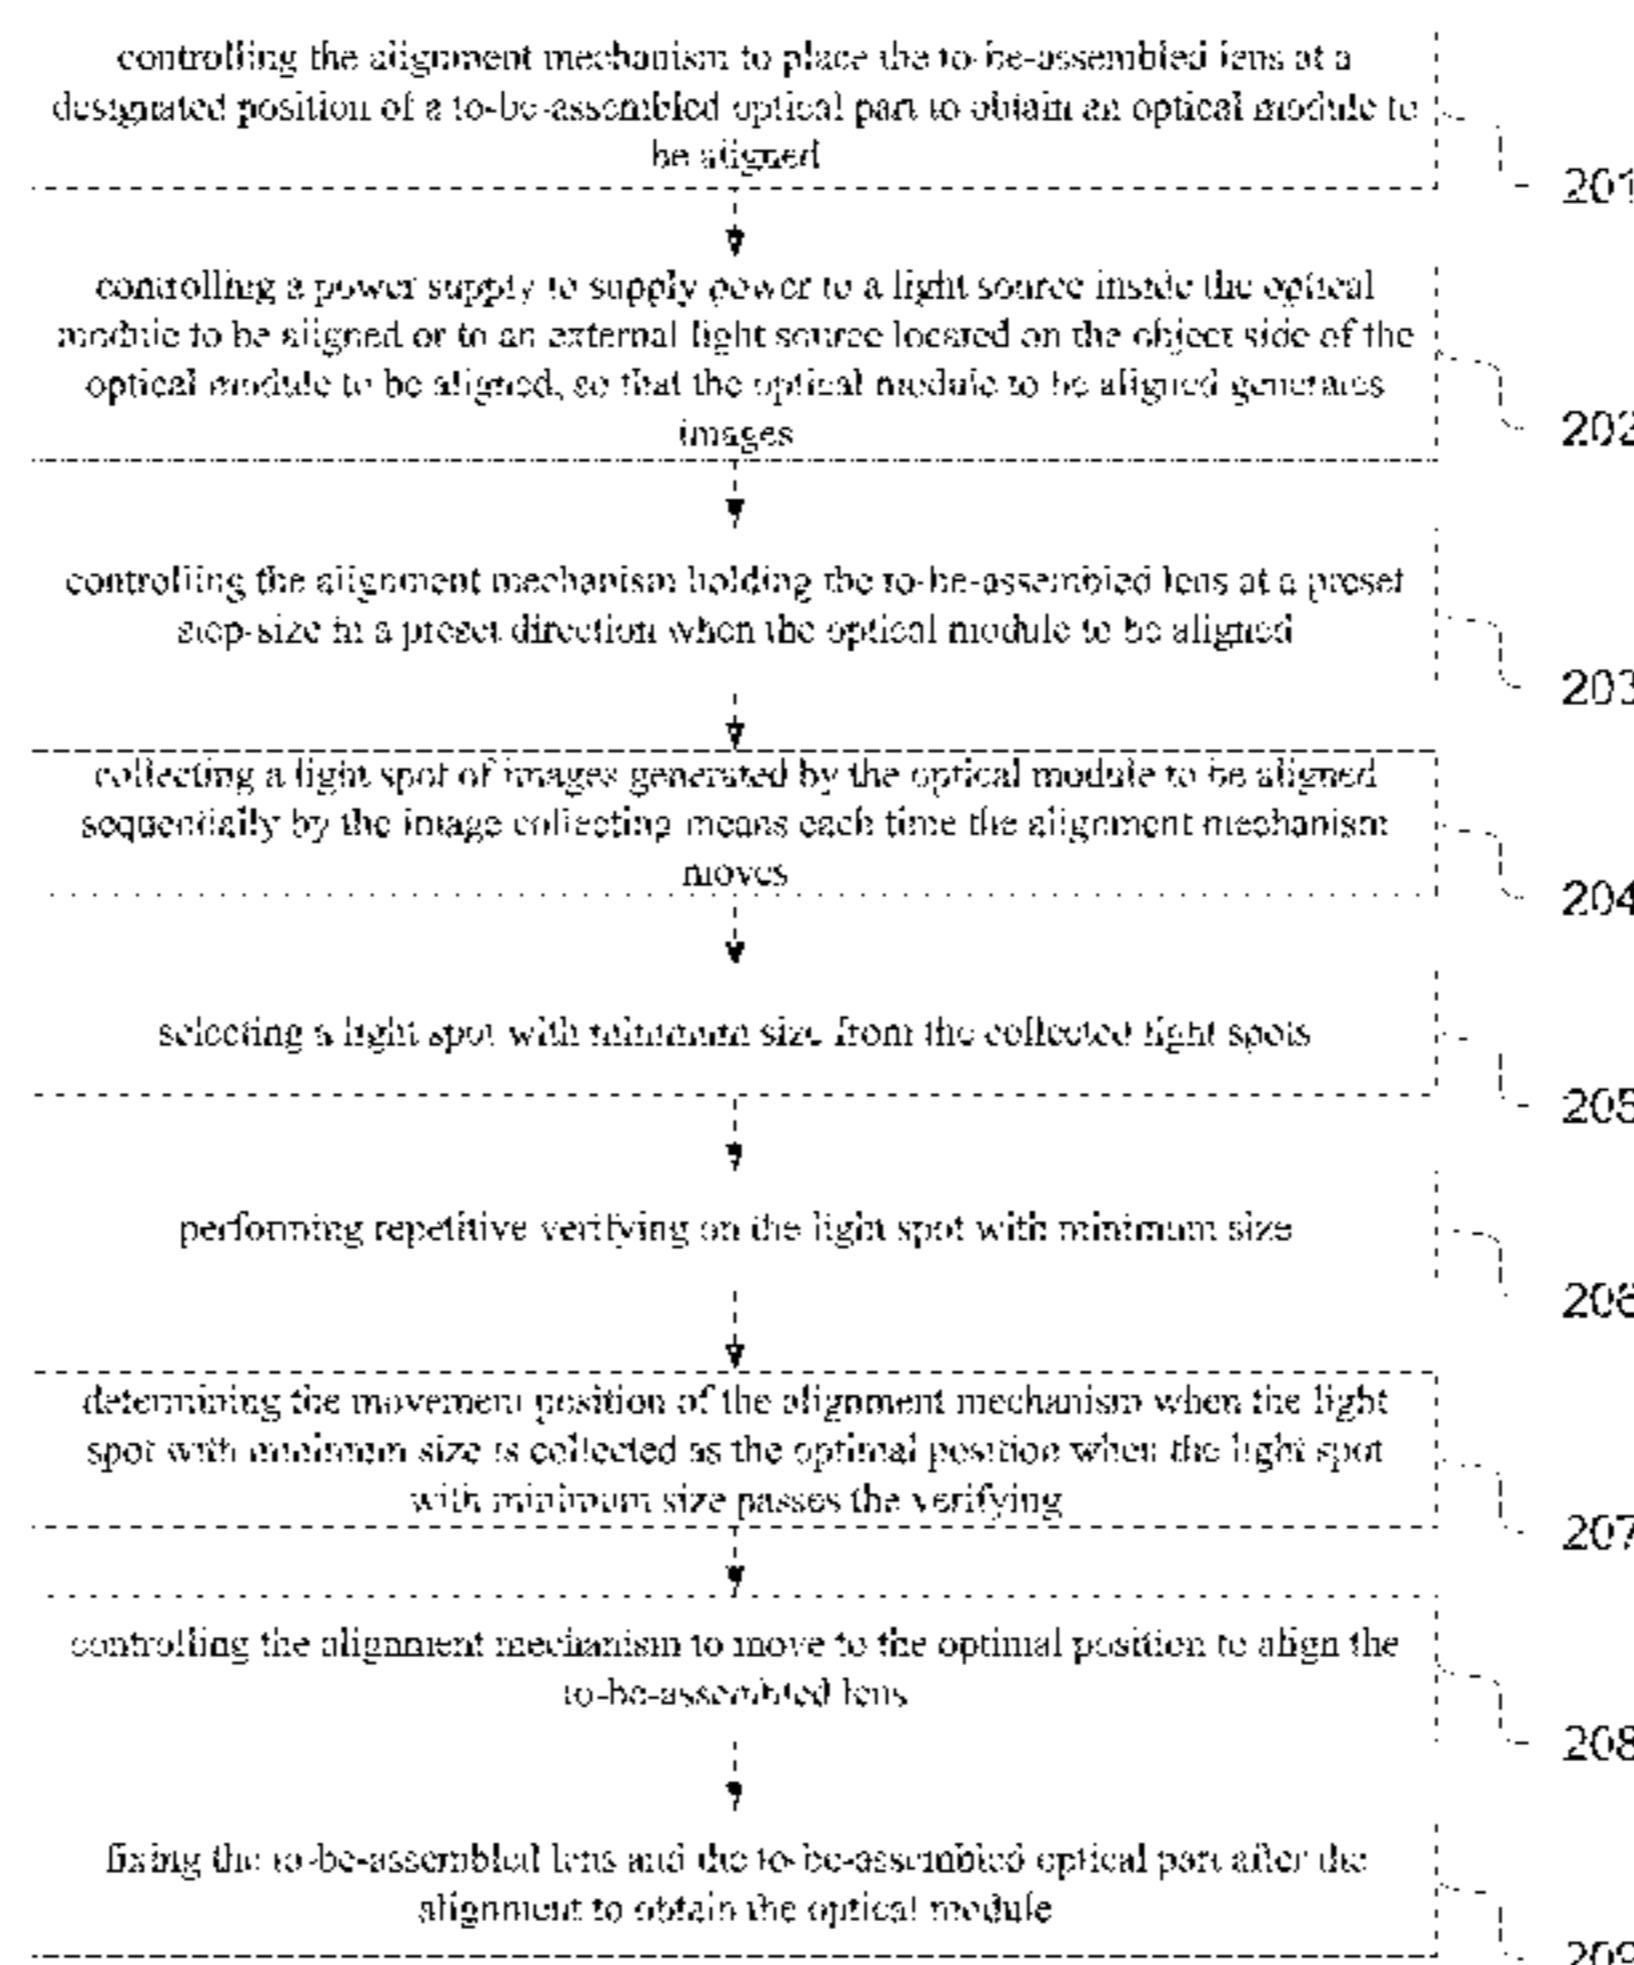 controlling the alignment mechanism to place the to-be-assembled lens at a
designated position of a to-be-assembled optical part to obtain an optical module to
be aligned
201
controlling a power supply to supply power to a light source inside the optical
module to be aligned or to an external light source located on the object side of the
optical module to be aligned, so that the optical module to be aligned generates
images
202
controlling the alignment mechanism holding the to-be-assembled lens at a preset
step-size in a preset direction when the optical module to be aligned
203
collecting a light spot of images generated by the optical module to be aligned
sequentially by the image collecting means each time the alignment mechanism
moves
204
selecting a light spot with minimum size from the collected light spots
205
performing repetitive verifying on the light spot with minimum size
206
determining the movement position of the alignment mechanism when the light
spot with minimum size is collected as the optimal position when the light spot
with minimum size passes the verifying
207
controlling the alignment mechanism to move to the optimal position to align the
to-be-assembled lens
208
fixing the to-be-assembled lens and the to-be-assembled optical part after the
alignment to obtain the optical module
209